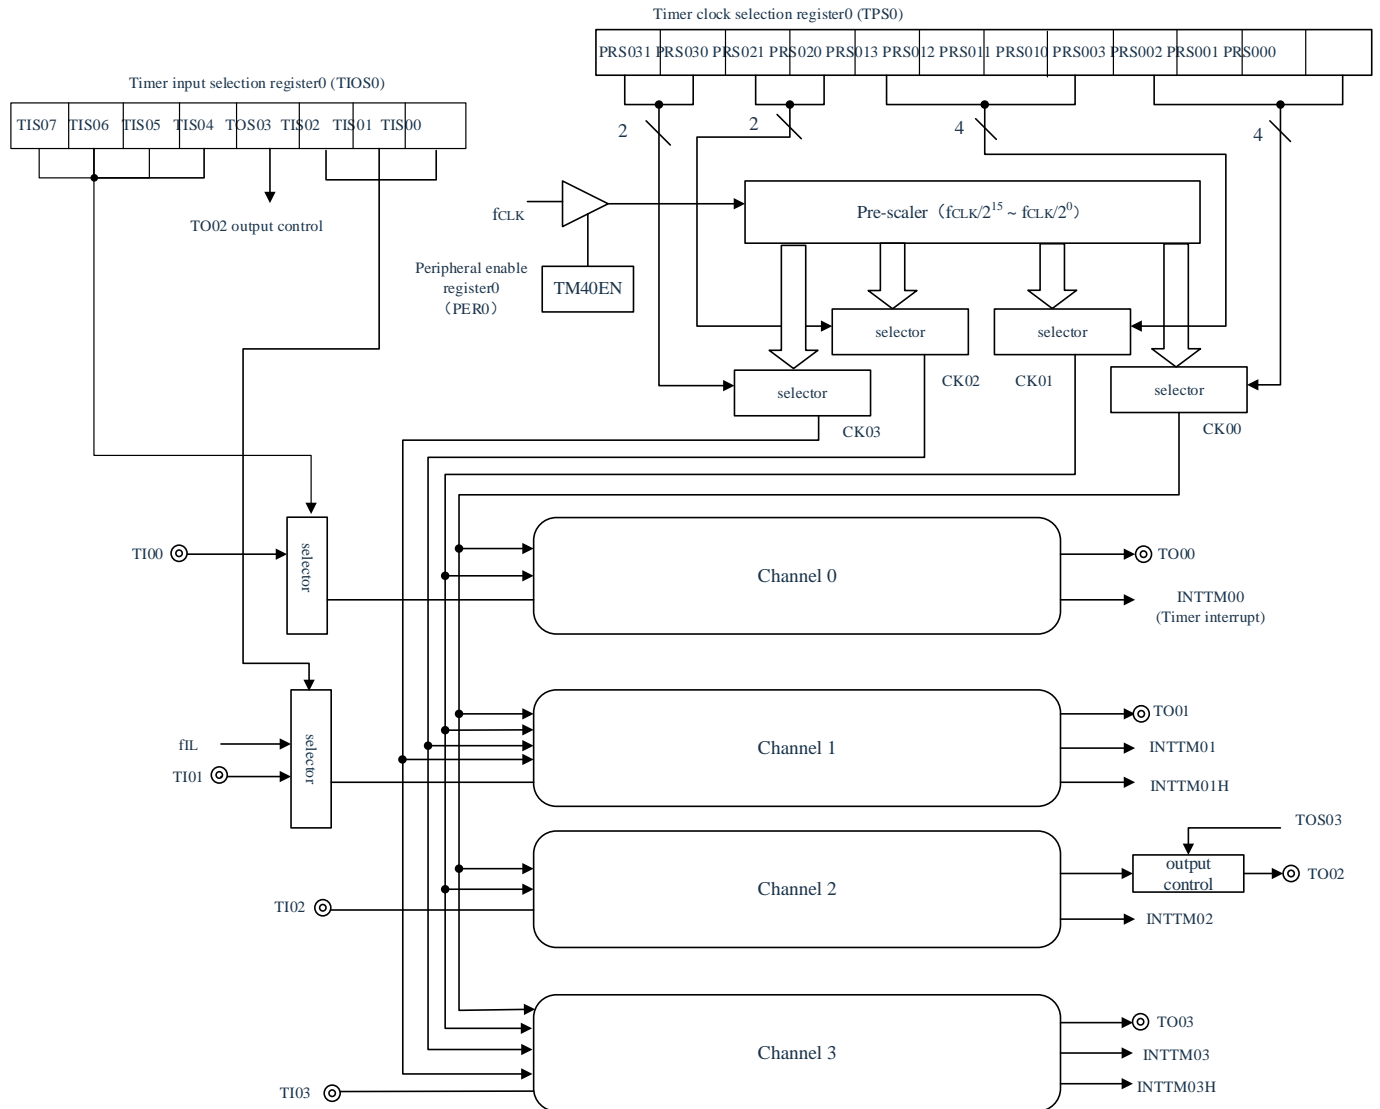 Timer clock selection register0 (TPS0)
PRS031 PRS030 PRS021 PRS020 PRS013 PRS012 PRS011 PRS010 PRS003 PRS002 PRS001 PRS000
Timer input selection register0 (TIOS0)
TIS07 TIS06 TIS05 TIS04 TOS03 TIS02 TIS01 TIS00
2
2
4
4
TO02 output control
fCLK
Pre-scaler（fCLK/2^15 ~ fCLK/2^0）
Peripheral enable
register0
（PER0）
TM40EN
selector
selector
CK02
CK01
selector
selector
CK03
CK00
TI00
selector
Channel 0
TO00
INTTM00
(Timer interrupt)
fIL
TI01
selector
Channel 1
TO01
INTTM01
INTTM01H
TOS03
TI02
Channel 2
output
control
TO02
INTTM02
TI03
Channel 3
TO03
INTTM03
INTTM03H